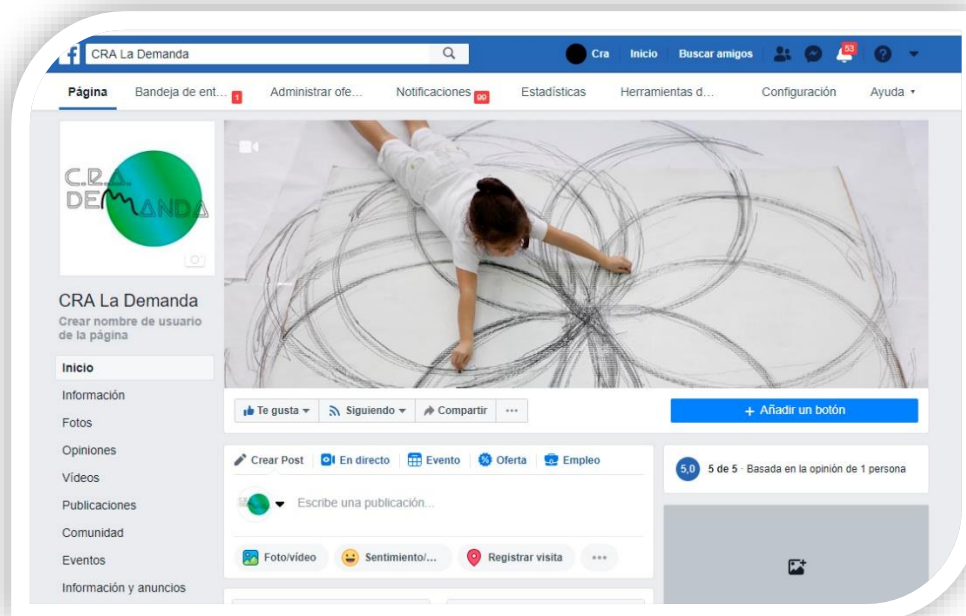 CRA La Demanda
Cra Inicio Buscar amigos 53
Página Bandeja de ent... 1 Administrar ofe... Notificaciones 99 Estadísticas Herramientas d... Configuración Ayuda
C.R.A.
DEMANDA
CRA La Demanda
Crear nombre de usuario
de la página
Inicio
Información
Fotos
Opiniones
Vídeos
Publicaciones
Comunidad
Eventos
Información y anuncios
Te gusta Siguiendo Compartir ...
+ Añadir un botón
Crear Post En directo Evento Oferta Empleo
Escribe una publicación...
Foto/vídeo Sentimiento/... Registrar visita ...
5,0 5 de 5 · Basada en la opinión de 1 persona